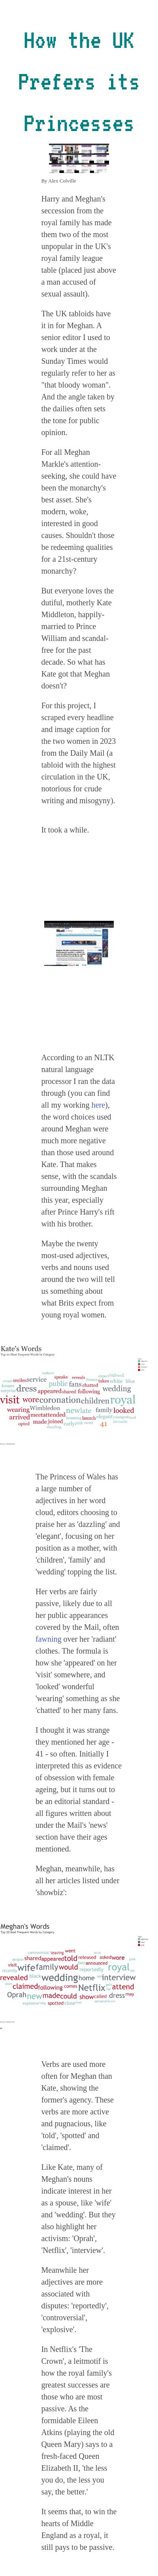 How the UK
Prefers its
Princesses
By Alex Colville
Harry and Meghan's
seccession from the
royal family has made
them two of the most
unpopular in the UK's
royal family league
table (placed just above
a man accused of
sexual assault).
The UK tabloids have
it in for Meghan. A
senior editor I used to
work under at the
Sunday Times would
regularly refer to her as
"that bloody woman".
And the angle taken by
the dailies often sets
the tone for public
opinion.
For all Meghan
Markle's attention-
seeking, she could have
been the monarchy's
best asset. She's
modern, woke,
interested in good
causes. Shouldn't those
be redeeming qualities
for a 21st-century
monarchy?
But everyone loves the
dutiful, motherly Kate
Middleton, happily-
married to Prince
William and scandal-
free for the past
decade. So what has
Kate got that Meghan
doesn't?
For this project, I
scraped every headline
and image caption for
the two women in 2023
from the Daily Mail (a
tabloid with the highest
circulation in the UK,
notorious for crude
writing and misogyny).
It took a while.
According to an NLTK
natural language
processor I ran the data
through (you can find
all my working here),
the word choices used
around Meghan were
much more negative
than those used around
Kate. That makes
sense, with the scandals
surrounding Meghan
this year, especially
after Prince Harry's rift
with his brother.
Maybe the twenty
most-used adjectives,
verbs and nouns used
around the two will tell
us something about
what Brits expect from
young royal women.
Kate's Words
Top 20 Most Frequent Words by Category
speaks
service
public fans chatted
dress
appeared shared following
wedding
visit wore coronation children royal
wearing Wimbledon
new late family looked
arrived meet attended
made joined
opted
launch elegant
41
The Princess of Wales has
a large number of
adjectives in her word
cloud, editors choosing to
praise her as 'dazzling' and
'elegant', focusing on her
position as a mother, with
'children', 'family' and
'wedding' topping the list.
Her verbs are fairly
passive, likely due to all
her public appearances
covered by the Mail, often
fawning over her 'radiant'
clothes. The formula is
how she 'appeared' on her
'visit' somewhere, and
'looked' wonderful
'wearing' something as she
'chatted' to her many fans.
I thought it was strange
they mentioned her age -
41 - so often. Initially I
interpreted this as evidence
of obsession with female
ageing, but it turns out to
be an editorial standard -
all figures written about
under the Mail's 'news'
section have their ages
mentioned.
Meghan, meanwhile, has
all her articles listed under
'showbiz':
Meghan's Words
Top 20 Most Frequent Words by Category
went
shared appeared told released asked wore
announced
visit wife family would reportedly royal
revealed black wedding home interview
claimed following comes Netflix attend
Oprah new made could show called dress may
spotted
Verbs are used more
often for Meghan than
Kate, showing the
former's agency. These
verbs are more active
and pugnacious, like
'told', 'spotted' and
'claimed'.
Like Kate, many of
Meghan's nouns
indicate interest in her
as a spouse, like 'wife'
and 'wedding'. But they
also highlight her
activism: 'Oprah',
'Netflix', 'interview'.
Meanwhile her
adjectives are more
associated with
disputes: 'reportedly',
'controversial',
'explosive'.
In Netflix's 'The
Crown', a leitmotif is
how the royal family's
greatest successes are
those who are most
passive. As the
formidable Eileen
Atkins (playing the old
Queen Mary) says to a
fresh-faced Queen
Elizabeth II, 'the less
you do, the less you
say, the better.'
It seems that, to win the
hearts of Middle
England as a royal, it
still pays to be passive.